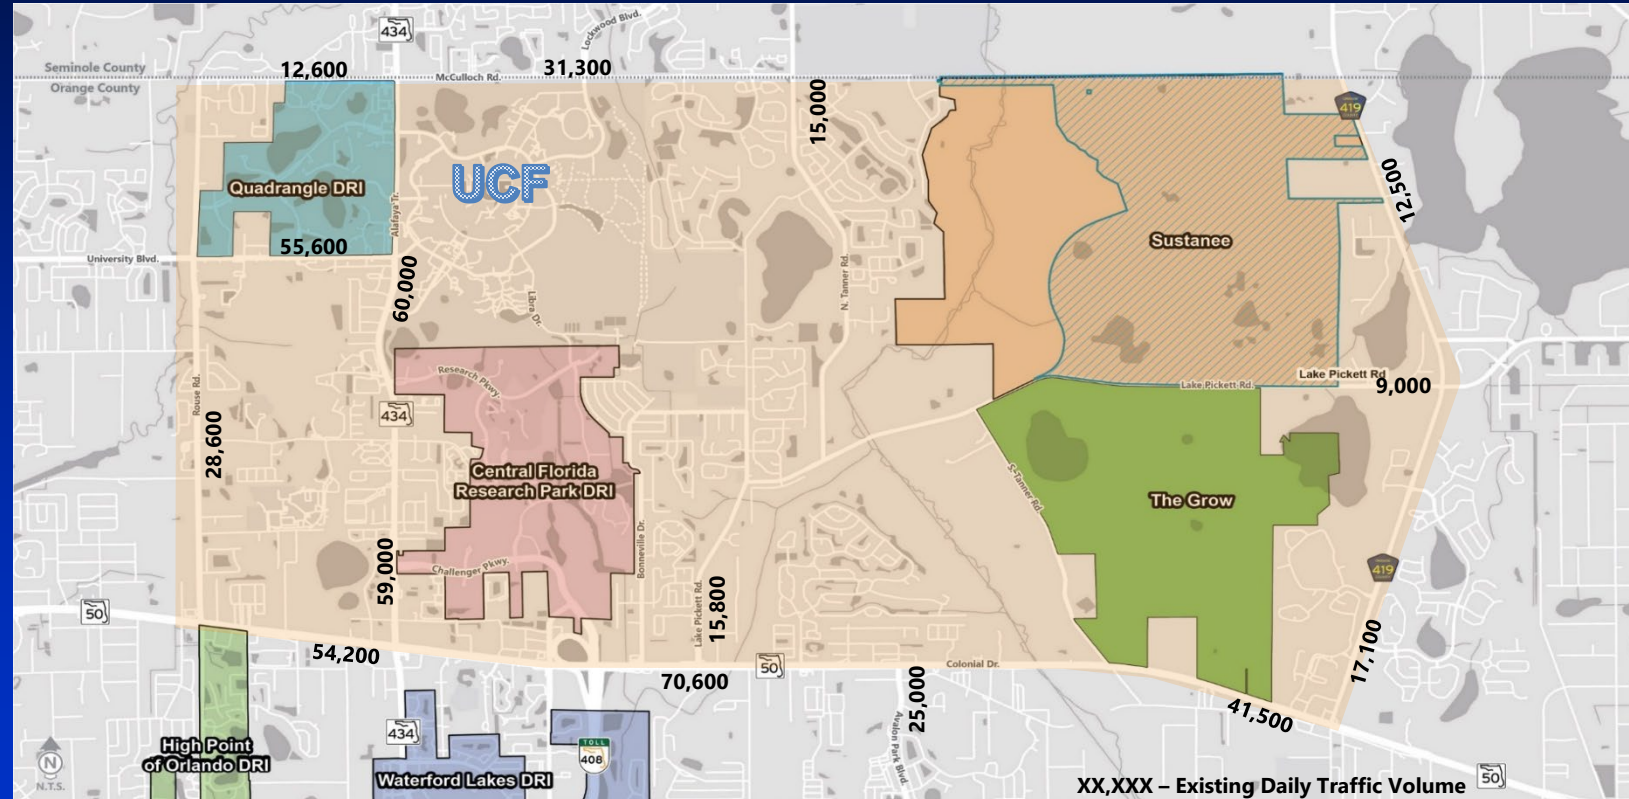 434
Lockwood Blvd.
Seminole County
Orange County
12,600
McCulloch Rd.
31,300
15,000
419
UCF
Quadrangle DRI
Alafaya Tr.
12,500
Sustanee
55,600
University Blvd.
60,000
Libra Dr.
N. Tanner Rd.
Research Pkwy.
Rouse Rd.
Lake Pickett Rd
Lake Pickett Rd.
9,000
434
28,600
Central Florida
Research Park DRI
S. Tanner Rd.
The Grow
Bonneville Dr.
59,000
Challenger Pkwy.
419
Lake Pickett Rd.
15,800
50
17,100
54,200
50
Colonial Dr.
70,600
25,000
41,500
Avalon Park Blvd.
434
High Point
of Orlando DRI
TOLL
408
Waterford Lakes DRI
N
N.T.S.
50
XX,XXX – Existing Daily Traffic Volume